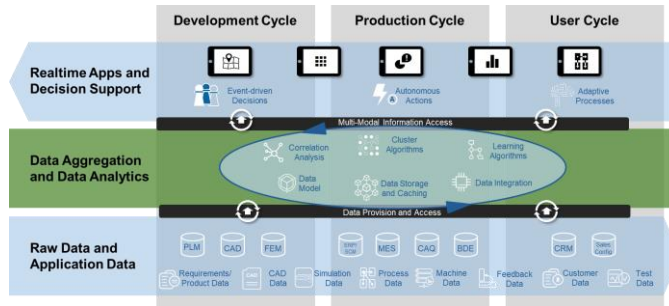 Development Cycle
Production Cycle
User Cycle
Realtime Apps and
Decision Support
Event-driven
Decisions
Autonomous
Actions
Adaptive
Processes
Multi-Modal Information Access
Data Aggregation
and Data Analytics
Correlation
Analysis
Cluster
Algorithms
Learning
Algorithms
Data
Model
Data Storage
and Caching
Data Integration
Data Provision and Access
Raw Data and
Application Data
PLM
CAD
FEM
MES
CAQ
BDE
CRM
Requirements/
Product Data
CAD
Data
Simulation
Data
Process
Data
Machine
Data
Feedback
Data
Customer
Data
Test
Data